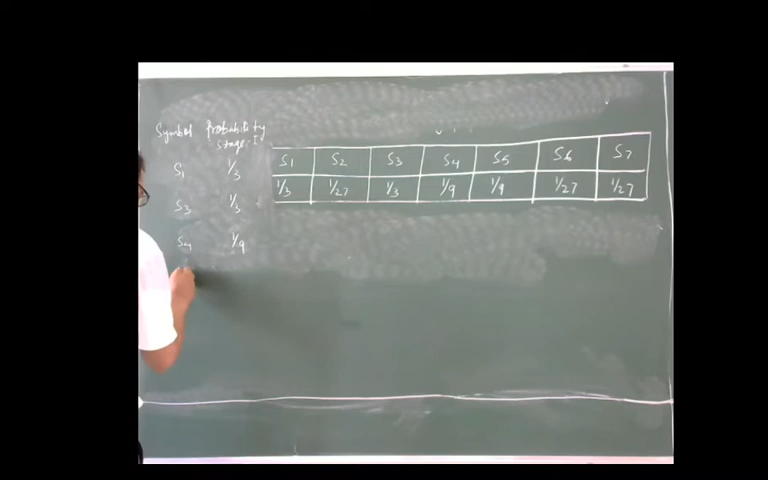 Symbol Probability
stage: I
S1 1/3
S3 1/3
S4 1/9
S1 S2 S3 S4 S5 S6 S7
1/3 1/27 1/3 1/9 1/9 1/27 1/27